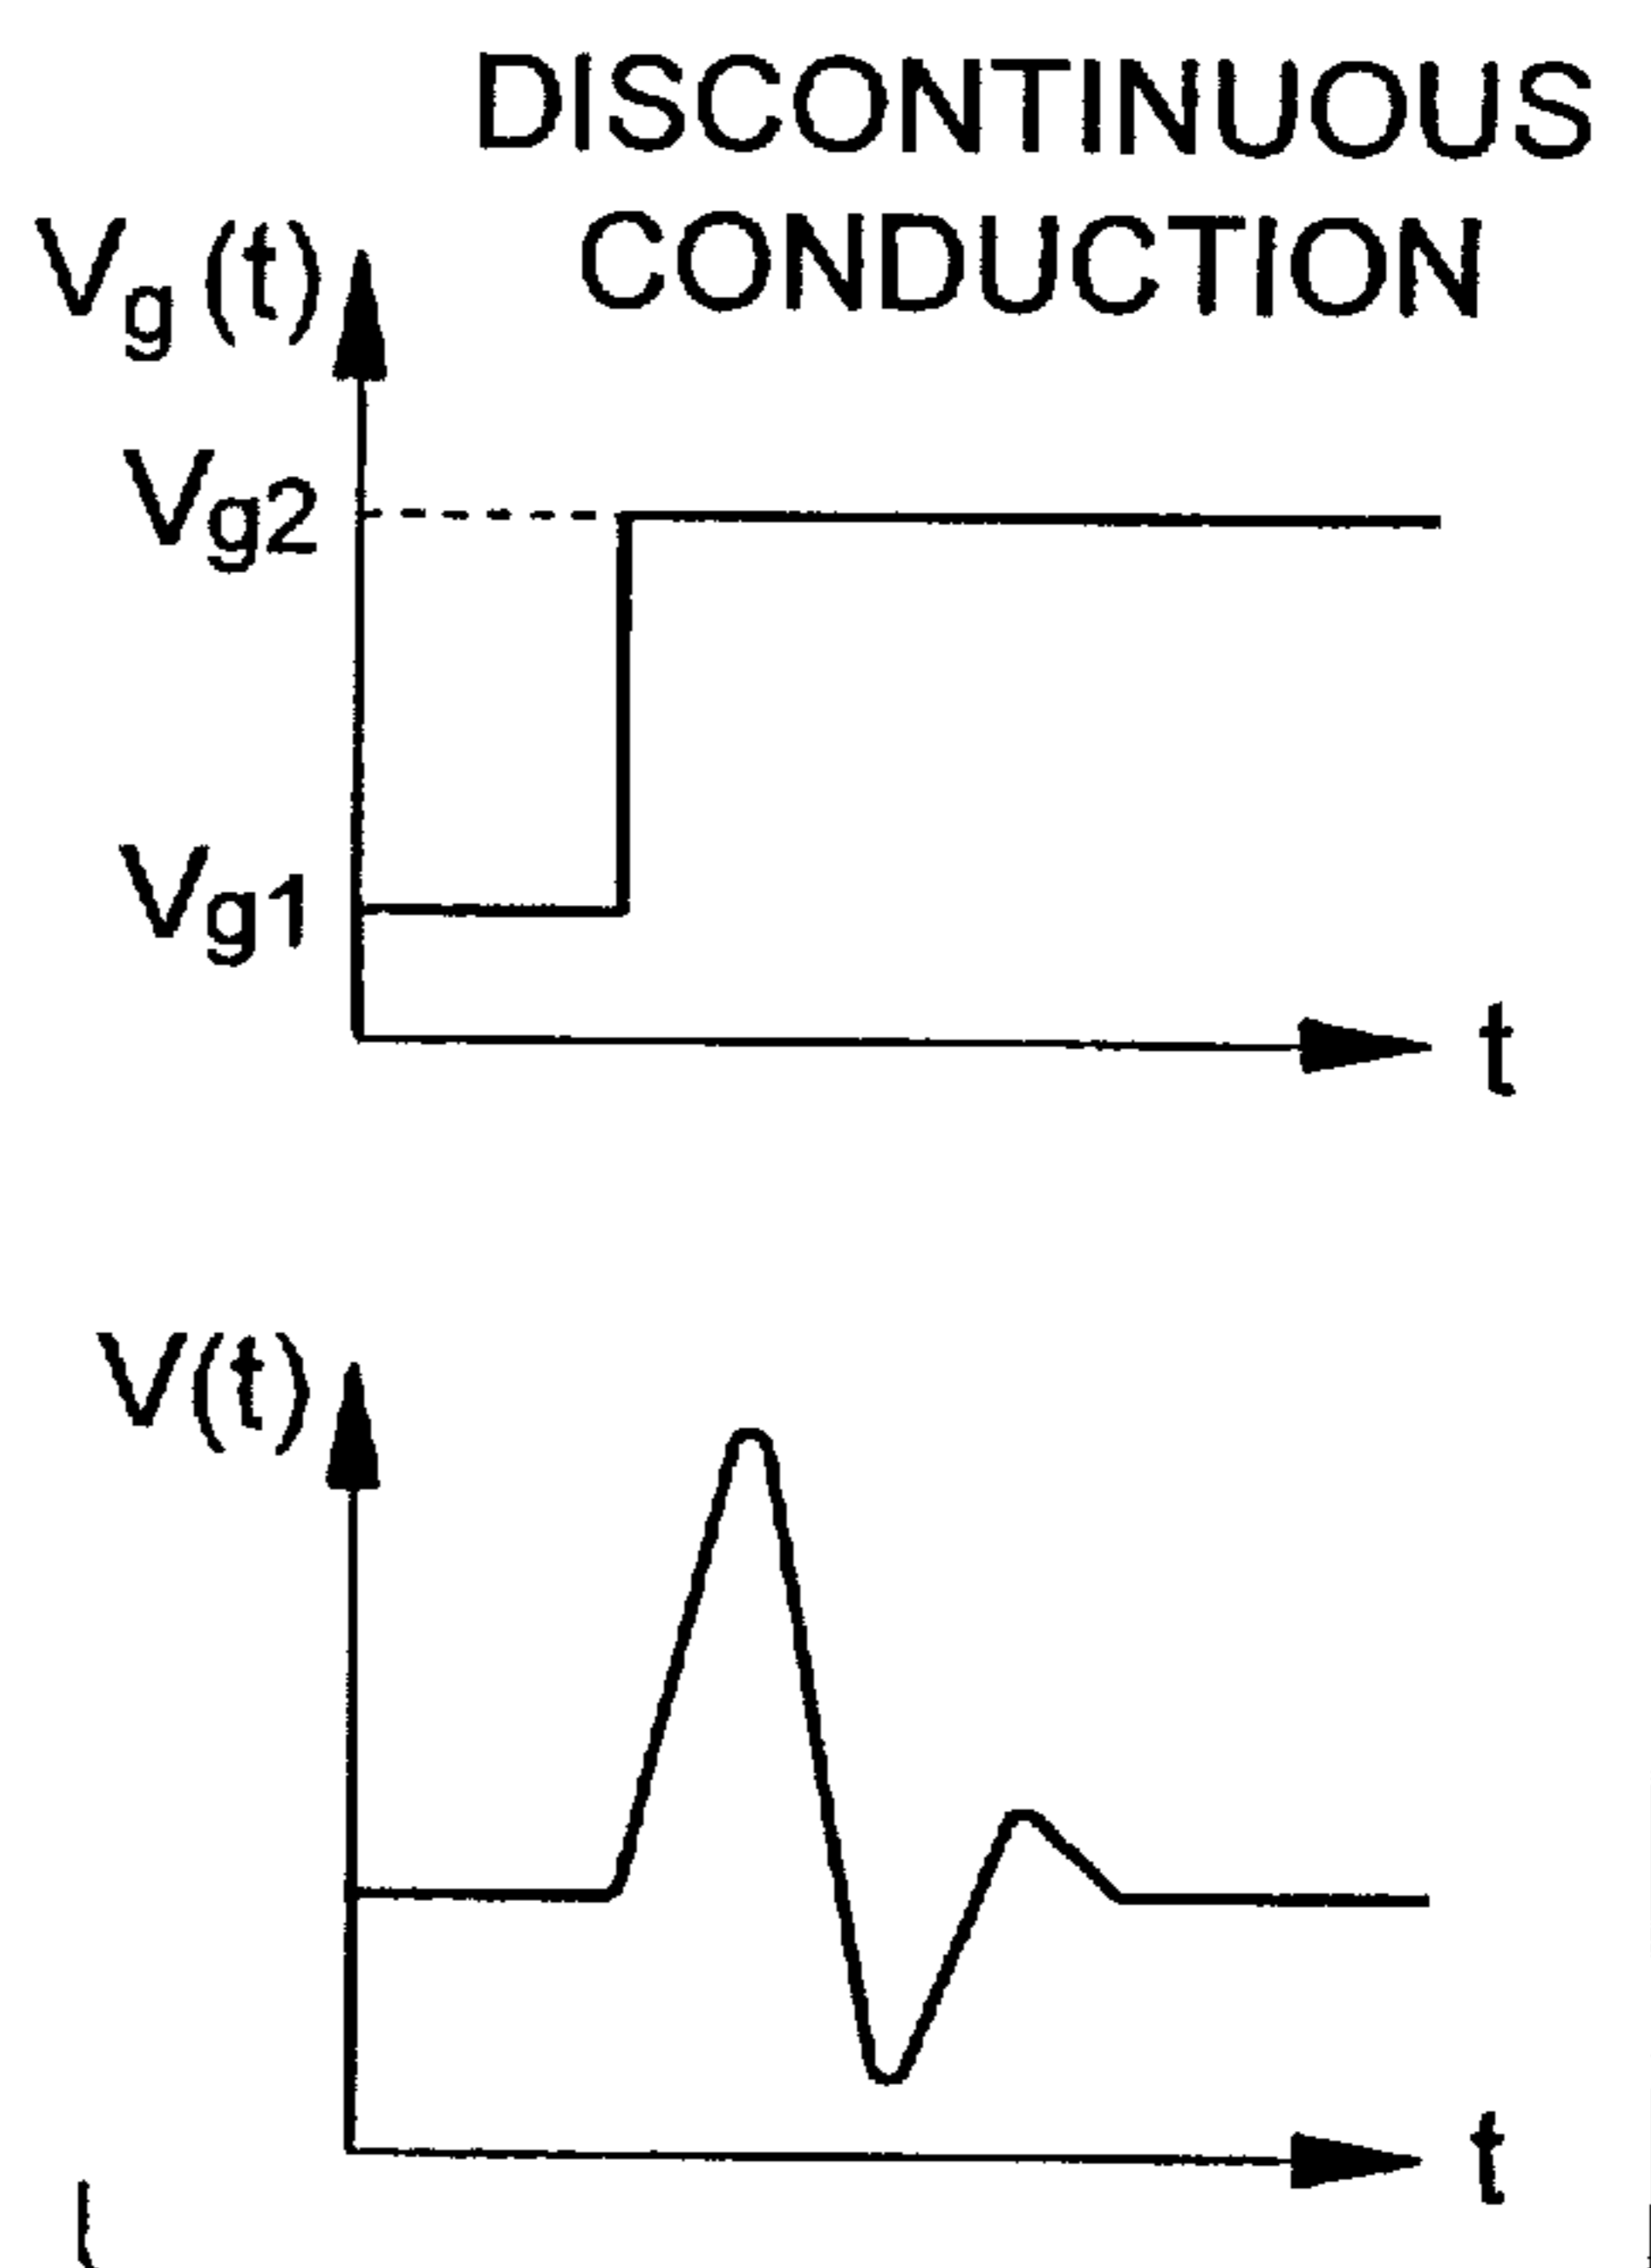 DISCONTINUOUS
CONDUCTION
Vg (t)
Vg2
Vg1
t
V(t)
t